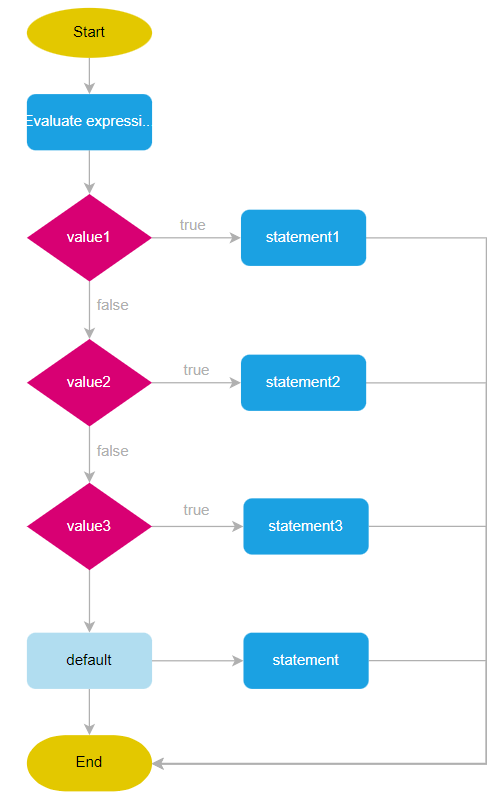 Start
Evaluate expressi...
value1
true
statement1
false
value2
true
statement2
false
value3
true
statement3
default
statement
End